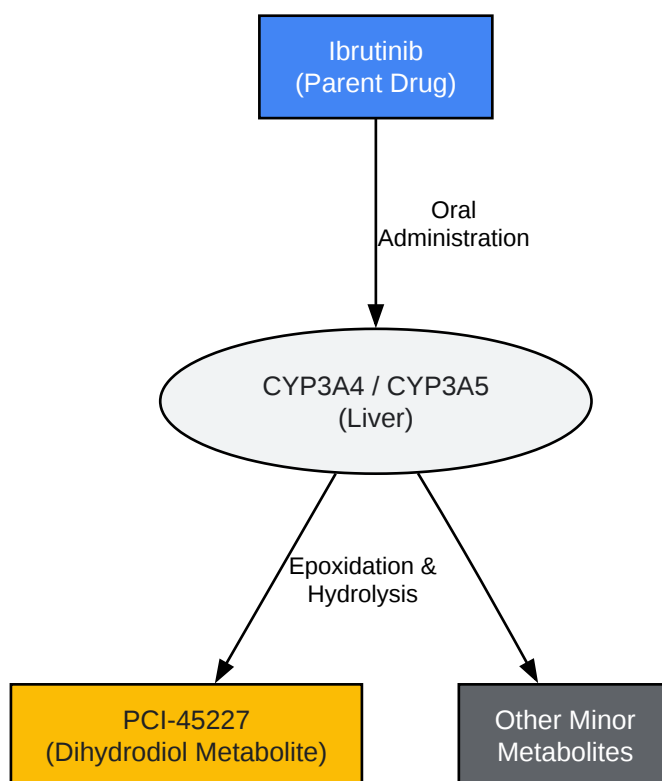 Ibrutinib
(Parent Drug)
Oral
Administration
CYP3A4 / CYP3A5
(Liver)
Epoxidation &
Hydrolysis
PCI-45227
(Dihydrodiol Metabolite)
Other Minor
Metabolites